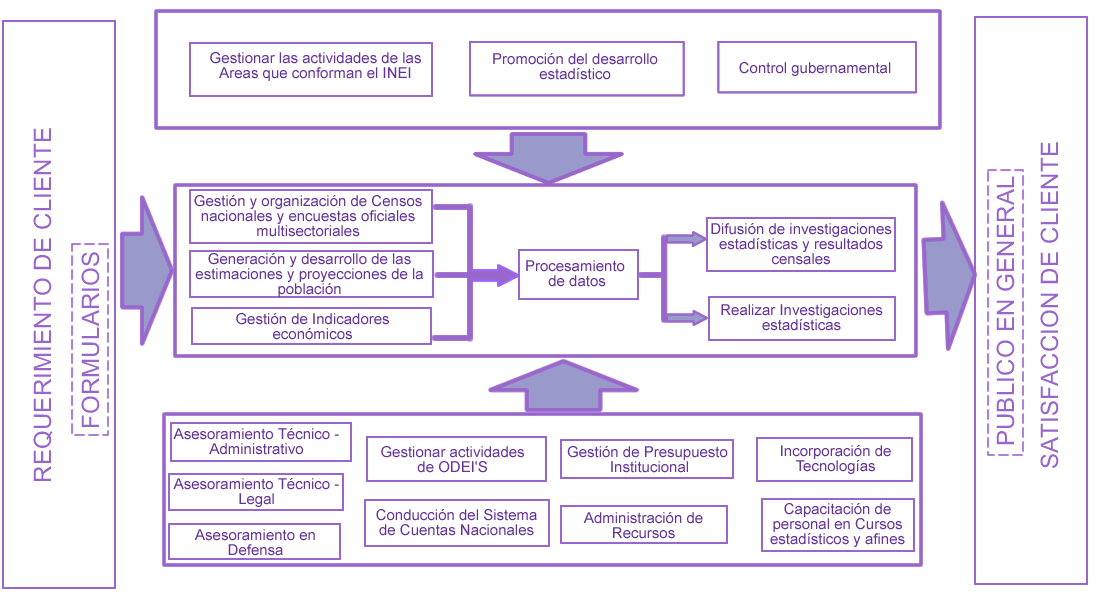 REQUERIMIENTO DE CLIENTE
FORMULARIOS
Gestionar las actividades de las
Areas que conforman el INEI
Promoción del desarrollo
estadístico
Control gubernamental
Gestión y organización de Censos
nacionales y encuestas oficiales
multisectoriales
Generación y desarrollo de las
estimaciones y proyecciones de la
población
Gestión de Indicadores
económicos
Procesamiento
de datos
Difusión de investigaciones
estadísticas y resultados
censales
Realizar Investigaciones
estadísticas
Asesoramiento Técnico -
Administrativo
Asesoramiento Técnico -
Legal
Asesoramiento en
Defensa
Gestionar actividades
de ODEI'S
Conducción del Sistema
de Cuentas Nacionales
Gestión de Presupuesto
Institucional
Administración de
Recursos
Incorporación de
Tecnologías
Capacitación de
personal en Cursos
estadísticos y afines
PUBLICO EN GENERAL
SATISFACCION DE CLIENTE